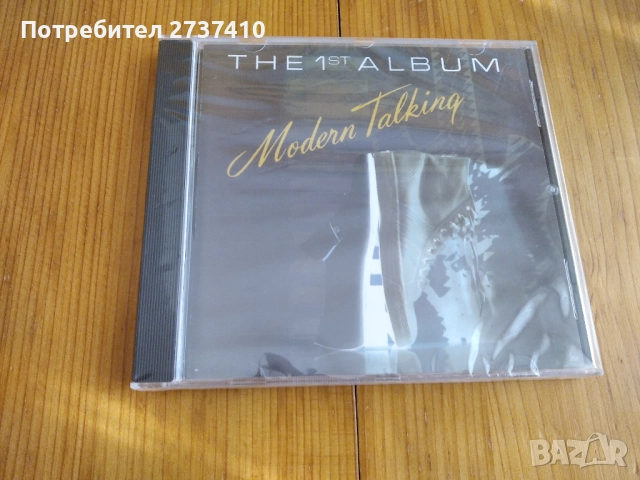 Потребител 2737410
THE 1ST ALBUM
Modern Talking
BAZAR